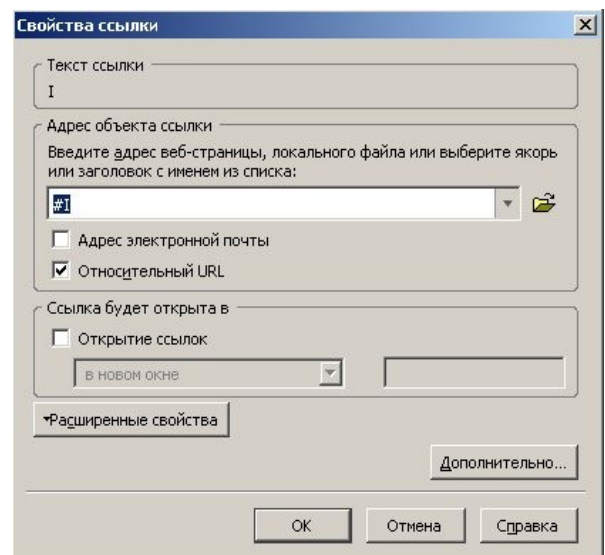 Свойства ссылки
Текст ссылки
I
Адрес объекта ссылки
Введите адрес веб-страницы, локального файла или выберите якорь
или заголовок с именем из списка:
#I
Адрес электронной почты
Относительный URL
Ссылка будет открыта в
Открытие ссылок
в новом окне
Расширенные свойства
Дополнительно...
OK
Отмена
Справка